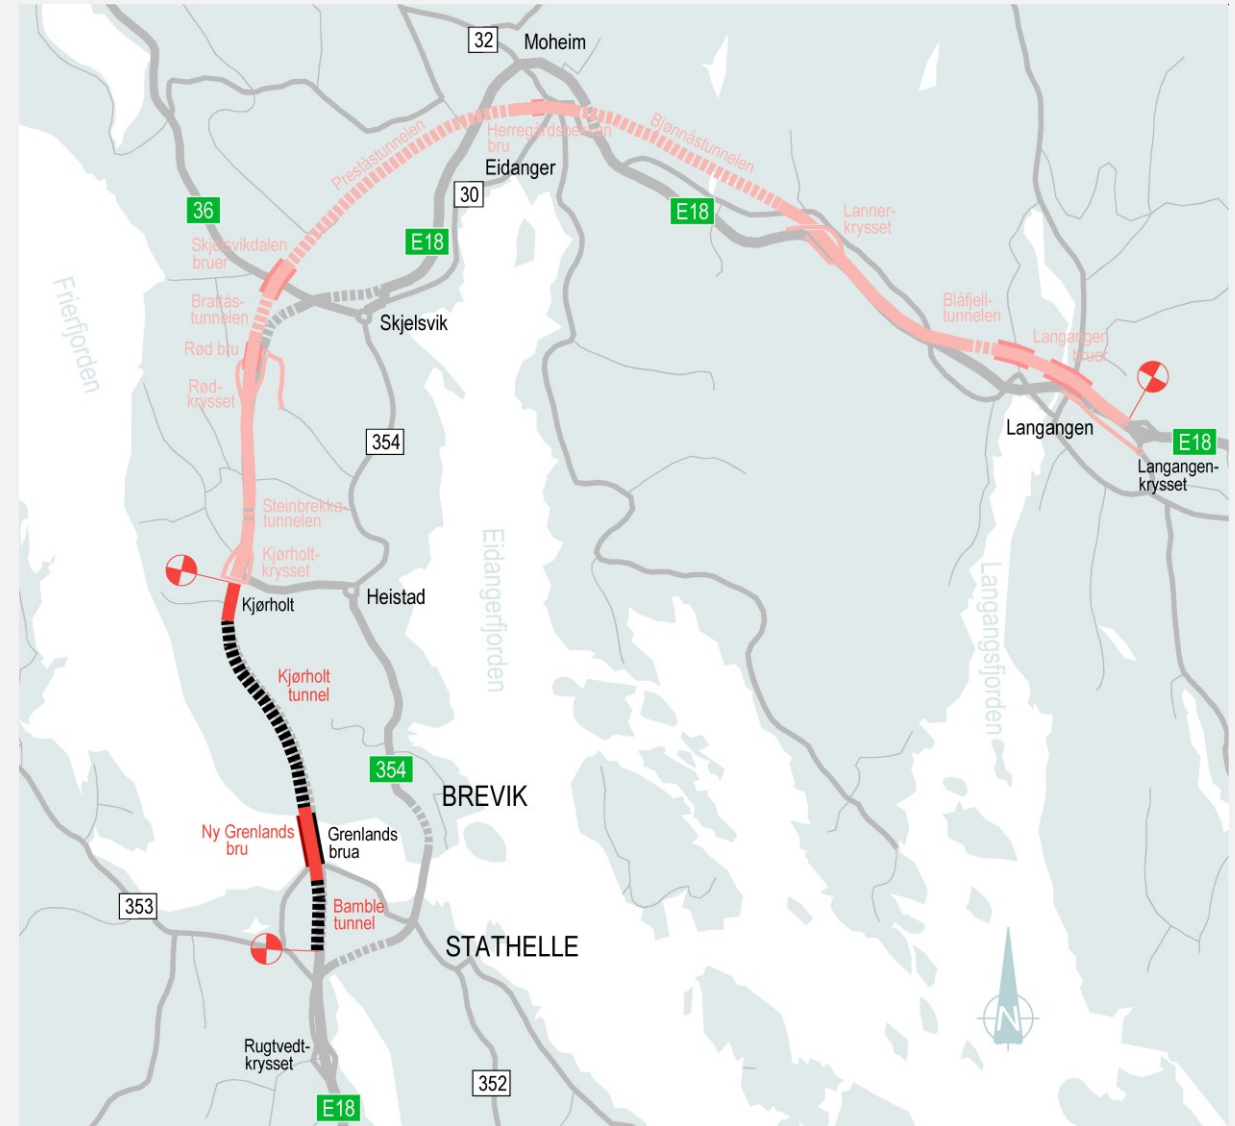 32
Moheim
Preståstunnelen
Herregårdsbekken
bru
Bjønnåstunnelen
Eidanger
30
36
E18
Lanner-
krysset
E18
Skjelsvikdalen
bruer
Frierfjorden
Brattås-
tunnelen
Skjelsvik
Blåfjell-
tunnelen
Langangen
bruer
Rød bru
Rød-
krysset
354
Langangen
E18
Langangen-
krysset
Steinbrekka-
tunnelen
Eidangerfjorden
Langangsfjorden
Kjørholt-
krysset
Kjørholt
Heistad
Kjørholt
tunnel
354
BREVIK
Ny Grenlands
bru
Grenlands
brua
353
Bamble
tunnel
STATHELLE
N
Rugtvedt-
krysset
352
E18